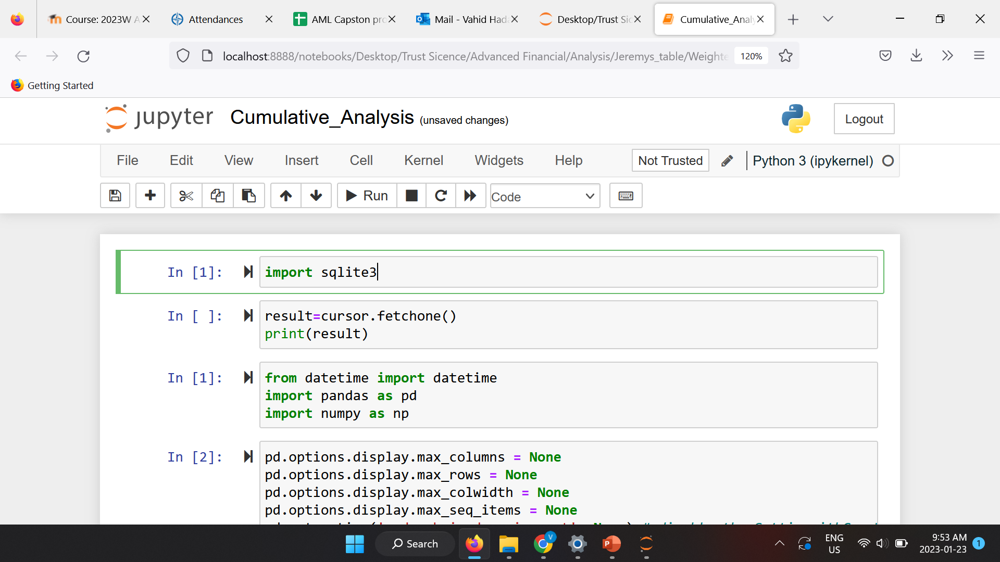 Course: 2023W A
Attendances
AML Capston pro
Mail - Vahid Hada
Desktop/Trust Sic
Cumulative_Analy
localhost:8888/notebooks/Desktop/Trust Sicence/Advanced Financial/Analysis/Jeremys_table/Weighte
120%
Getting Started
jupyter Cumulative_Analysis (unsaved changes)
Logout
File Edit View Insert Cell Kernel Widgets Help
Not Trusted
Python 3 (ipykernel)
Run
Code
In [1]:
import sqlite3
In [ ]:
result=cursor.fetchone()
print(result)
In [1]:
from datetime import datetime
import pandas as pd
import numpy as np
In [2]:
pd.options.display.max_columns = None
pd.options.display.max_rows = None
pd.options.display.max_colwidth = None
pd.options.display.max_seq_items = None
Search
V
P
ENG
US
9:53 AM
2023-01-23
1